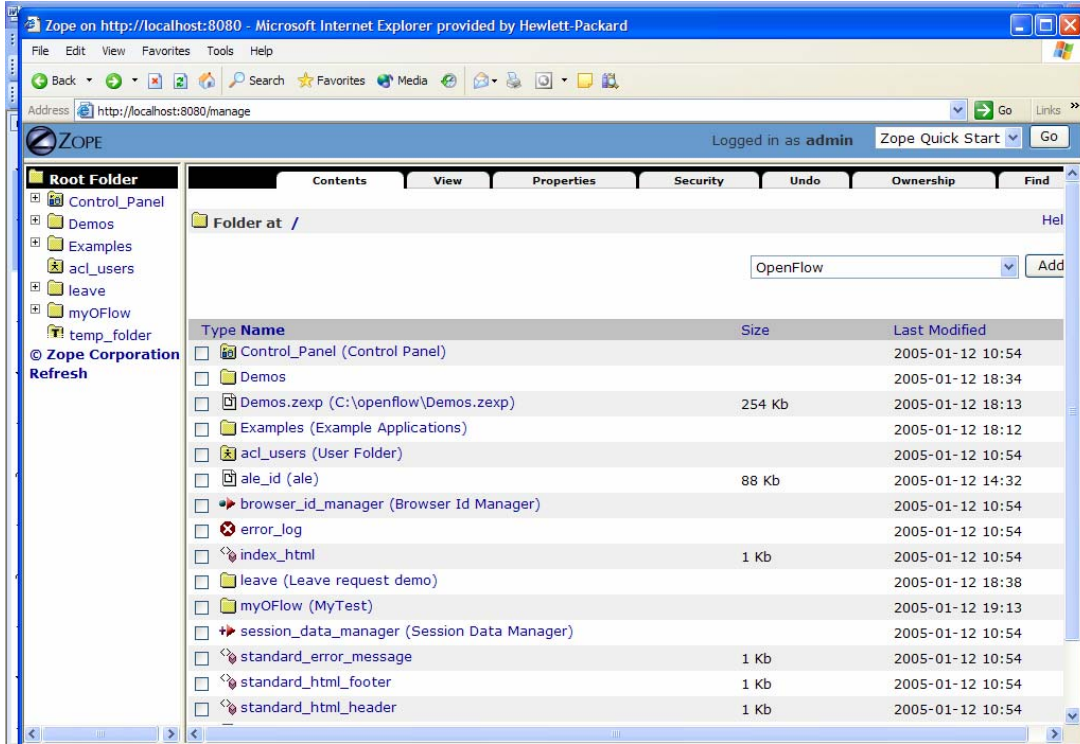 Zope on http://localhost:8080 - Microsoft Internet Explorer provided by Hewlett-Packard
File Edit View Favorites Tools Help
Back Search Favorites Media
Address http://localhost:8080/manage Go Links »
ZOPE Logged in as admin Zope Quick Start Go
Root Folder
Control_Panel
Demos
Examples
acl_users
leave
myOFlow
temp_folder
© Zope Corporation
Refresh
Contents View Properties Security Undo Ownership Find
Folder at / Hel
OpenFlow Add
Type Name Size Last Modified
Control_Panel (Control Panel) 2005-01-12 10:54
Demos 2005-01-12 18:34
Demos.zexp (C:\openflow\Demos.zexp) 254 Kb 2005-01-12 18:13
Examples (Example Applications) 2005-01-12 18:12
acl_users (User Folder) 2005-01-12 10:54
ale_id (ale) 88 Kb 2005-01-12 14:32
browser_id_manager (Browser Id Manager) 2005-01-12 10:54
error_log 2005-01-12 10:54
index_html 1 Kb 2005-01-12 10:54
leave (Leave request demo) 2005-01-12 18:38
myOFlow (MyTest) 2005-01-12 19:13
session_data_manager (Session Data Manager) 2005-01-12 10:54
standard_error_message 1 Kb 2005-01-12 10:54
standard_html_footer 1 Kb 2005-01-12 10:54
standard_html_header 1 Kb 2005-01-12 10:54